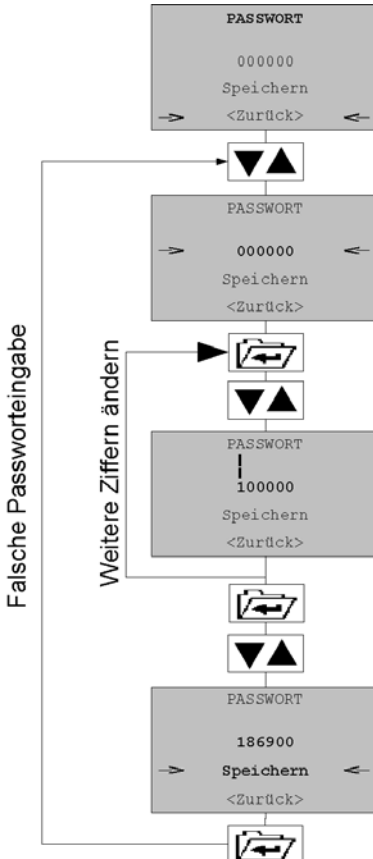 PASSWORT
000000
Speichern
<Zurück>
PASSWORT
000000
Speichern
<Zurück>
PASSWORT
100000
Speichern
<Zurück>
PASSWORT
186900
Speichern
<Zurück>
Falsche Passworteingabe
Weitere Ziffern ändern